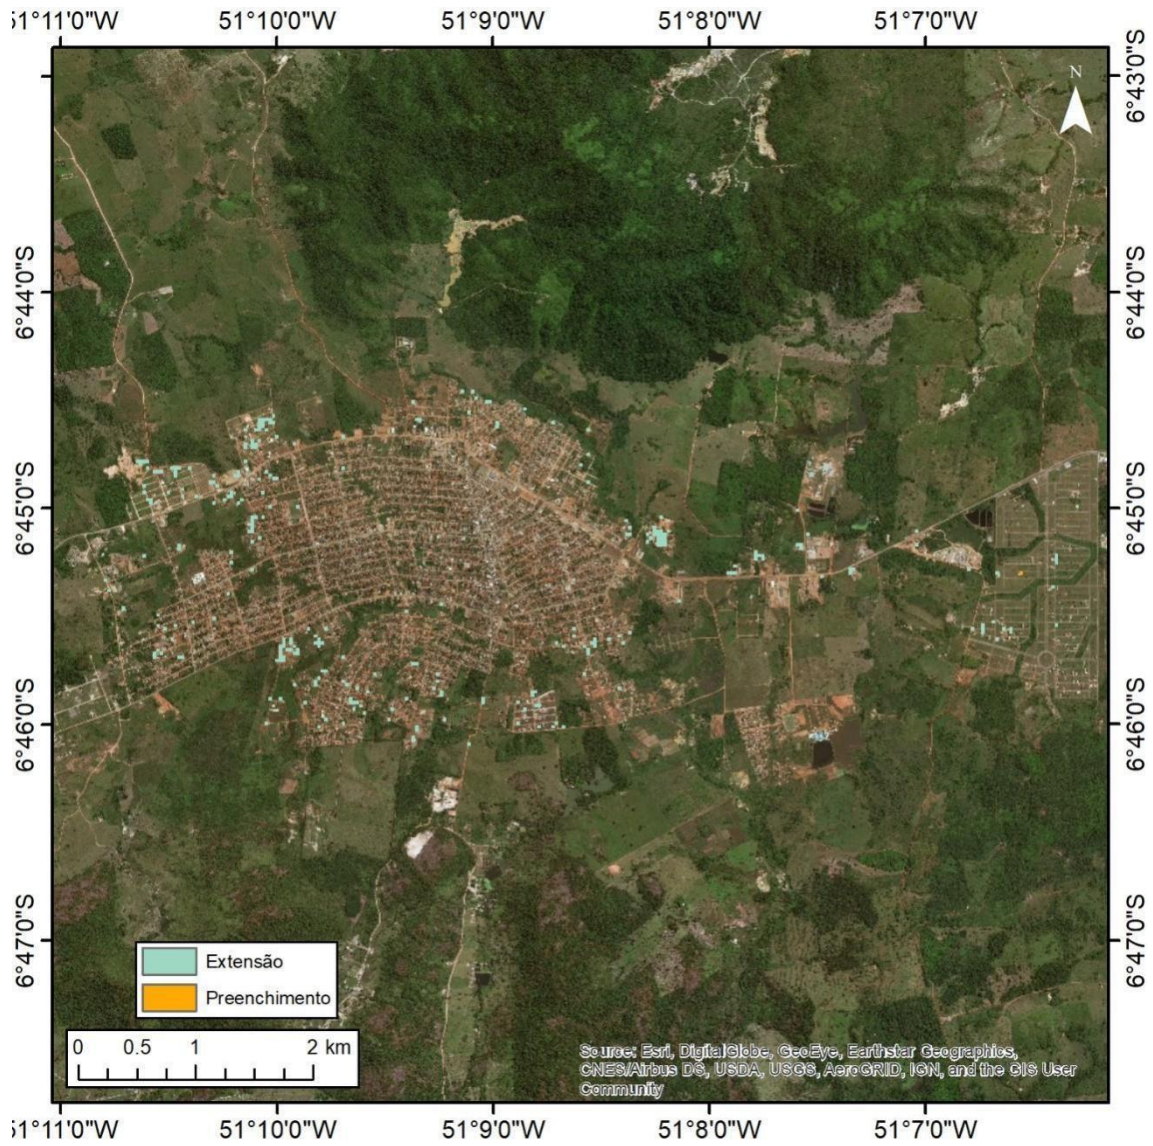 51°11'0"W 51°10'0"W 51°9'0"W 51°8'0"W 51°7'0"W
N
6°43'0"S
6°44'0"S 6°44'0"S
6°45'0"S 6°45'0"S
6°46'0"S 6°46'0"S
6°47'0"S 6°47'0"S
Extensão
Preenchimento
0 0.5 1 2 km
Source: Esri, DigitalGlobe, GeoEye, Earthstar Geographics,
CNES/Airbus DS, USDA, USGS, AeroGRID, IGN, and the GIS User
Community
51°11'0"W 51°10'0"W 51°9'0"W 51°8'0"W 51°7'0"W